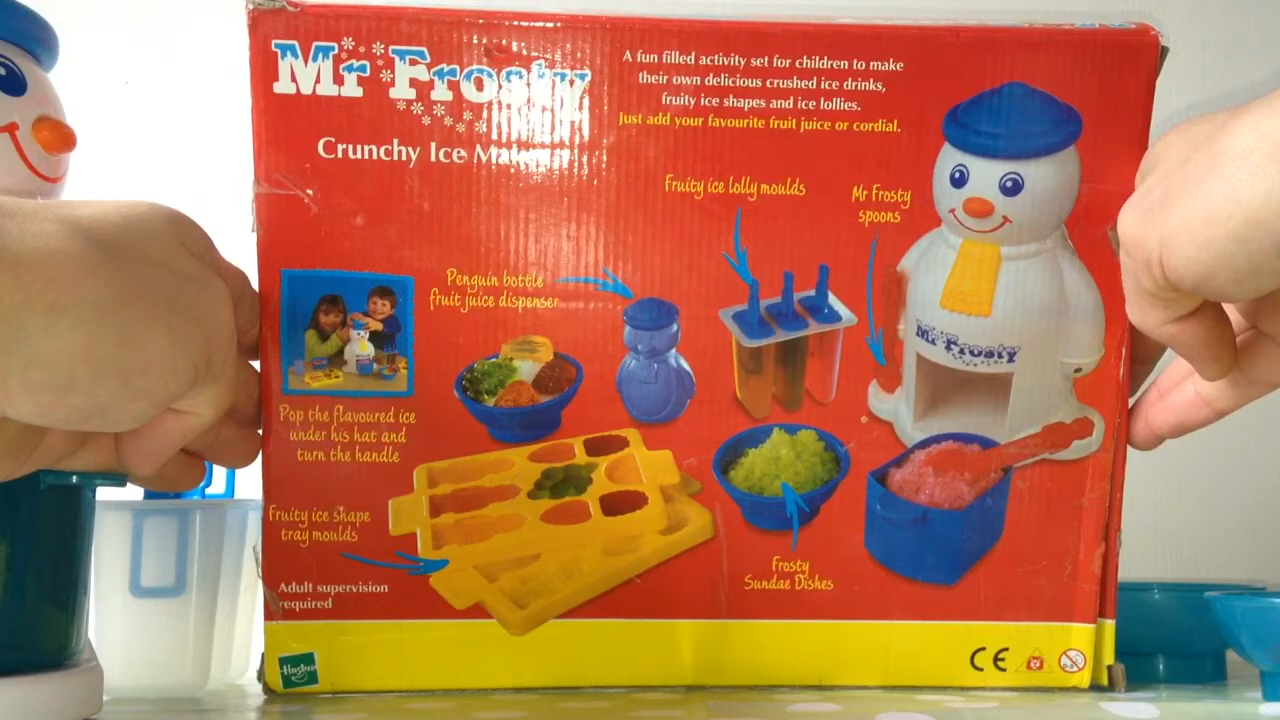 Mr Frosty
Crunchy Ice Maker
A fun filled activity set for children to make
their own delicious crushed ice drinks,
fruity ice shapes and ice lollies.
Just add your favourite fruit juice or cordial.
Fruity ice lolly moulds
Mr Frosty
spoons
Penguin bottle
fruit juice dispenser
Mr Frosty
Pop the flavoured ice
under his hat and
turn the handle
Fruity ice shape
tray moulds
Frosty
Sundae Dishes
Adult supervision
required
Hasbro
CE